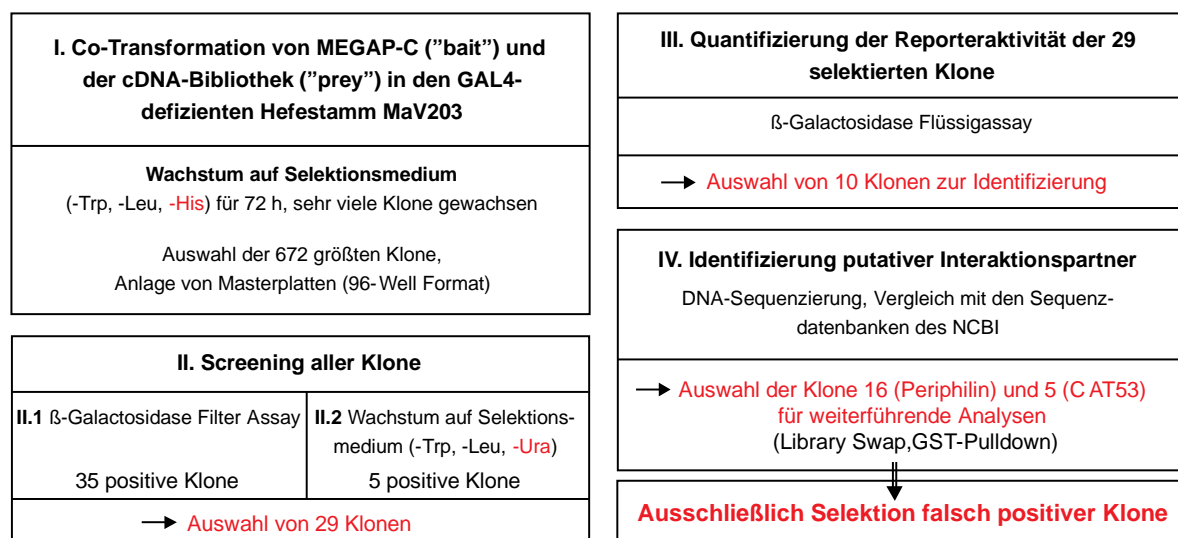 I. Co-Transformation von MEGAP-C ("bait") und
der cDNA-Bibliothek ("prey") in den GAL4-
defizienten Hefestamm MaV203
Wachstum auf Selektionsmedium
(-Trp, -Leu, -His) für 72 h, sehr viele Klone gewachsen
Auswahl der 672 größten Klone,
Anlage von Masterplatten (96-Well Format)
II. Screening aller Klone
II.1 ß-Galactosidase Filter Assay
35 positive Klone
II.2 Wachstum auf Selektions-
medium (-Trp, -Leu, -Ura)
5 positive Klone
Auswahl von 29 Klonen
III. Quantifizierung der Reporteraktivität der 29
selektierten Klone
ß-Galactosidase Flüssigassay
Auswahl von 10 Klonen zur Identifizierung
IV. Identifizierung putativer Interaktionspartner
DNA-Sequenzierung, Vergleich mit den Sequenz-
datenbanken des NCBI
Auswahl der Klone 16 (Periphilin) und 5 (C AT53)
für weiterführende Analysen
(Library Swap,GST-Pulldown)
Ausschließlich Selektion falsch positiver Klone